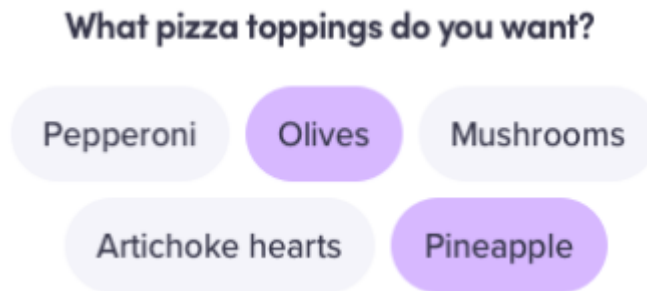 What pizza toppings do you want?
Pepperoni Olives Mushrooms
Artichoke hearts Pineapple